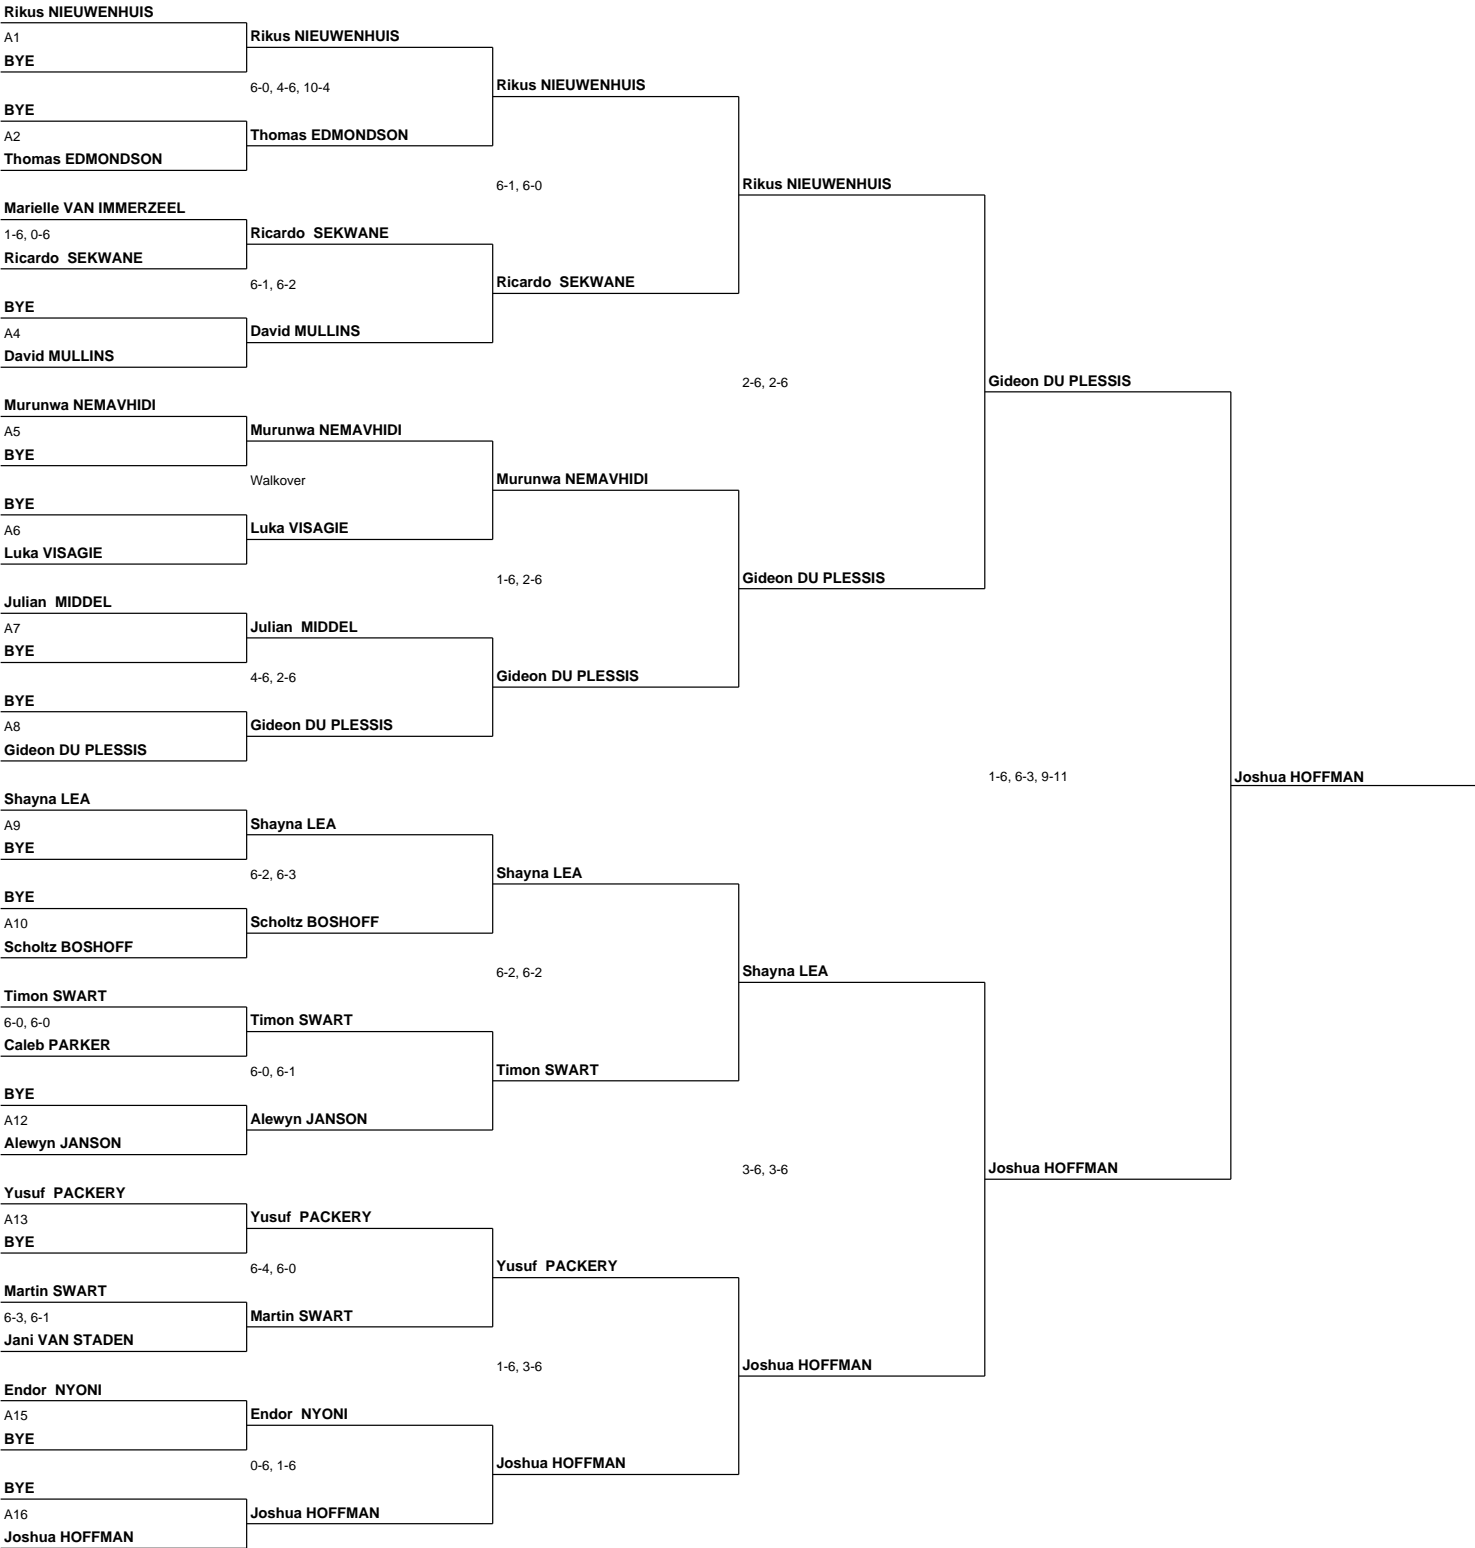 Rikus NIEUWENHUIS
A1
BYE
BYE
A2
Thomas EDMONDSON
Marielle VAN IMMERZEEL
1-6, 0-6
Ricardo  SEKWANE
BYE
A4
David MULLINS
Murunwa NEMAVHIDI
A5
BYE
BYE
A6
Luka VISAGIE
Julian  MIDDEL
A7
BYE
BYE
A8
Gideon DU PLESSIS
Shayna LEA
A9
BYE
BYE
A10
Scholtz BOSHOFF
Timon SWART
6-0, 6-0
Caleb PARKER
BYE
A12
Alewyn JANSON
Yusuf  PACKERY
A13
BYE
Martin SWART
6-3, 6-1
Jani VAN STADEN
Endor  NYONI
A15
BYE
BYE
A16
Joshua HOFFMAN
Rikus NIEUWENHUIS
6-0, 4-6, 10-4
Thomas EDMONDSON
Ricardo  SEKWANE
6-1, 6-2
David MULLINS
Murunwa NEMAVHIDI
Walkover
Luka VISAGIE
Julian  MIDDEL
4-6, 2-6
Gideon DU PLESSIS
Shayna LEA
6-2, 6-3
Scholtz BOSHOFF
Timon SWART
6-0, 6-1
Alewyn JANSON
Yusuf  PACKERY
6-4, 6-0
Martin SWART
Endor  NYONI
0-6, 1-6
Joshua HOFFMAN
Rikus NIEUWENHUIS
6-1, 6-0
Ricardo  SEKWANE
Murunwa NEMAVHIDI
1-6, 2-6
Gideon DU PLESSIS
Shayna LEA
6-2, 6-2
Timon SWART
Yusuf  PACKERY
1-6, 3-6
Joshua HOFFMAN
Rikus NIEUWENHUIS
2-6, 2-6
Gideon DU PLESSIS
Shayna LEA
3-6, 3-6
Joshua HOFFMAN
Gideon DU PLESSIS
1-6, 6-3, 9-11
Joshua HOFFMAN
Joshua HOFFMAN